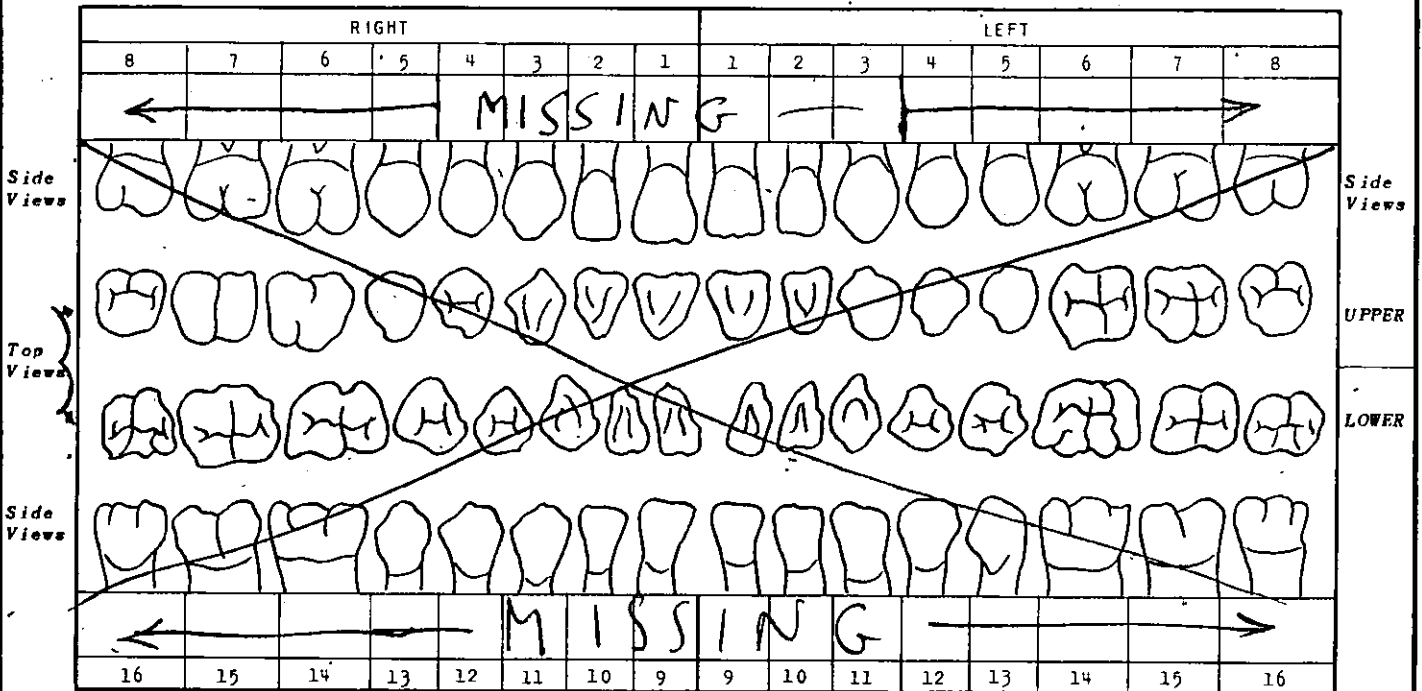 RIGHT LEFT
8 7 6 5 4 3 2 1 1 2 3 4 5 6 7 8
MISSING
Side Views Side Views
UPPER
Top Views
LOWER
Side Views
MISSING
16 15 14 13 12 11 10 9 9 10 11 12 13 14 15 16